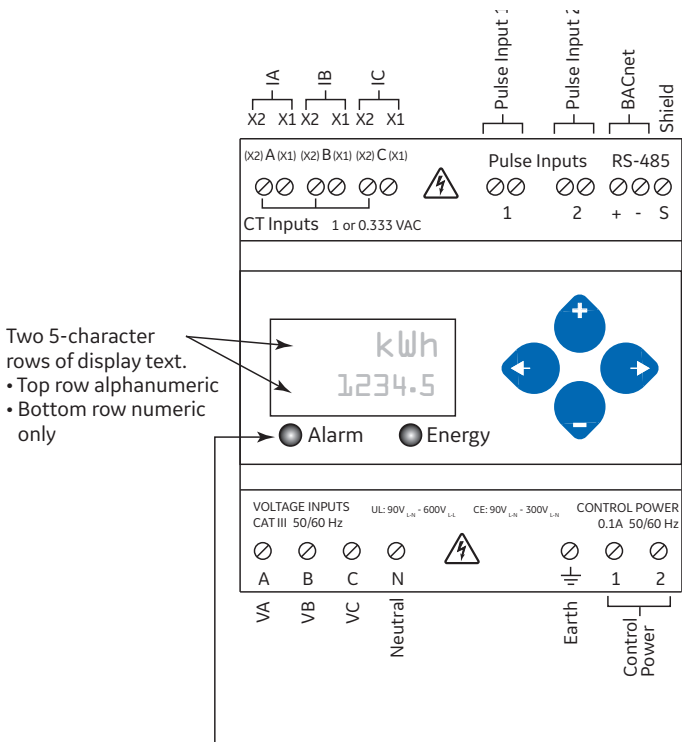 IA IB IC Pulse Input 1 Pulse Input 2 BACnet Shield
X2 X1 X2 X1 X2 X1
(X2) A (X1) (X2) B (X1) (X2) C (X1) Pulse Inputs RS-485
1 2 + - S
CT Inputs 1 or 0.333 VAC
Two 5-character
rows of display text.
• Top row alphanumeric
• Bottom row numeric
only
kWh
1234.5
+
-
Alarm Energy
VOLTAGE INPUTS UL: 90V L-N - 600V L-L CE: 90V L-N - 300V L-N CONTROL POWER
CAT III 50/60 Hz 0.1A 50/60 Hz
A B C N 1 2
VA VB VC Neutral Earth Control
Power